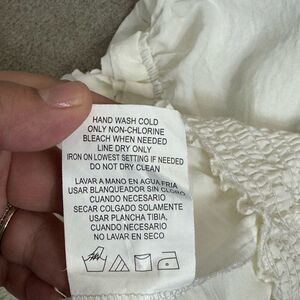 HAND WASH COLD
ONLY NON-CHLORINE
BLEACH WHEN NEEDED
LINE DRY ONLY
IRON ON LOWEST SETTING IF NEEDED
DO NOT DRY CLEAN
LAVAR A MANO EN AGUA FRIA
USAR BLANQUEADOR SIN CLORO
CUANDO NECESARIO
SECAR COLGADO SOLAMENTE
USAR PLANCHA TIBIA,
CUANDO NECESARIO
NO LAVAR EN SECO